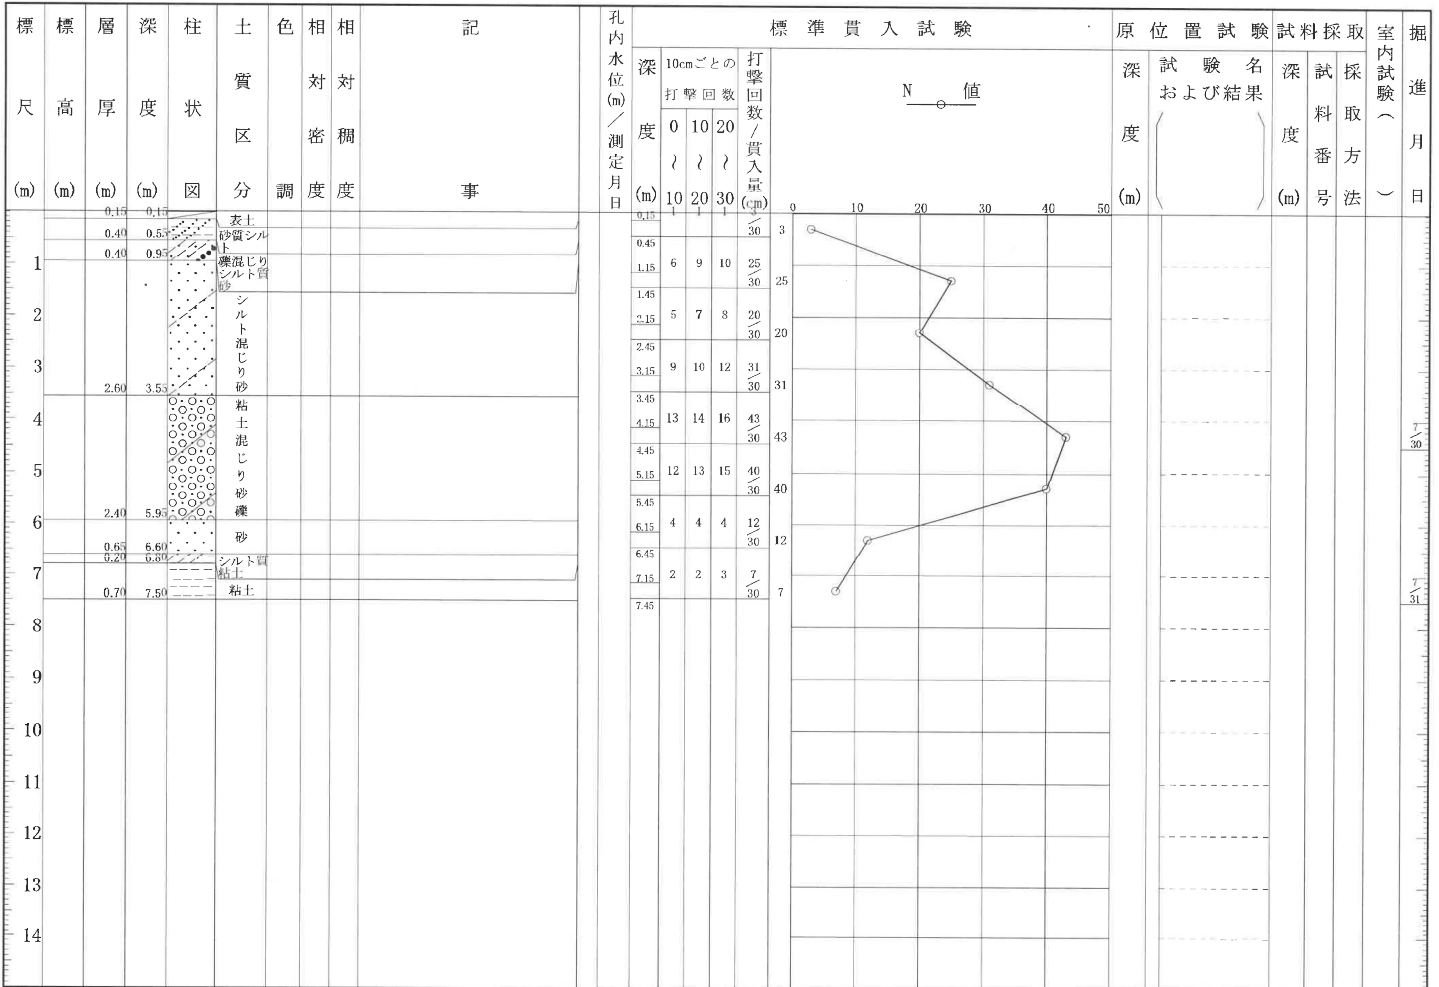 標尺(m)
標高(m)
層厚(m)
深度(m)
柱状図
土質区分
色調
相対密度
相対稠度
記事
孔内水位(m)／測定月日
標準貫入試験
深度(m)
10cmごとの
打撃回数
0〜10
10〜20
20〜30
打撃回数／貫入量(cm)
N値
0 10 20 30 40 50
原位置試験
深度(m)
試験名
および結果
試料採取
深度(m)
試料番号
採取方法
室内試験( )
掘進月日
0.15 0.15 表土
0.40 0.55 砂質シル
ト
0.40 0.95 礫混じり
シルト質
砂
2.60 3.55 シルト混じり砂
2.40 5.95 粘土混じり砂礫
0.65 6.60 砂
0.20 6.80 シルト質
粘土
0.70 7.50 粘土
1
2
3
4
5
6
7
8
9
10
11
12
13
14
0.15 1 1 1 3/30 3
0.45
1.15 6 9 10 25/30 25
1.45
2.15 5 7 8 20/30 20
2.45
3.15 9 10 12 31/30 31
3.45
4.15 13 14 16 43/30 43
4.45
5.15 12 13 15 40/30 40
5.45
6.15 4 4 4 12/30 12
6.45
7.15 2 2 3 7/30 7
7.45
7/30
7/31